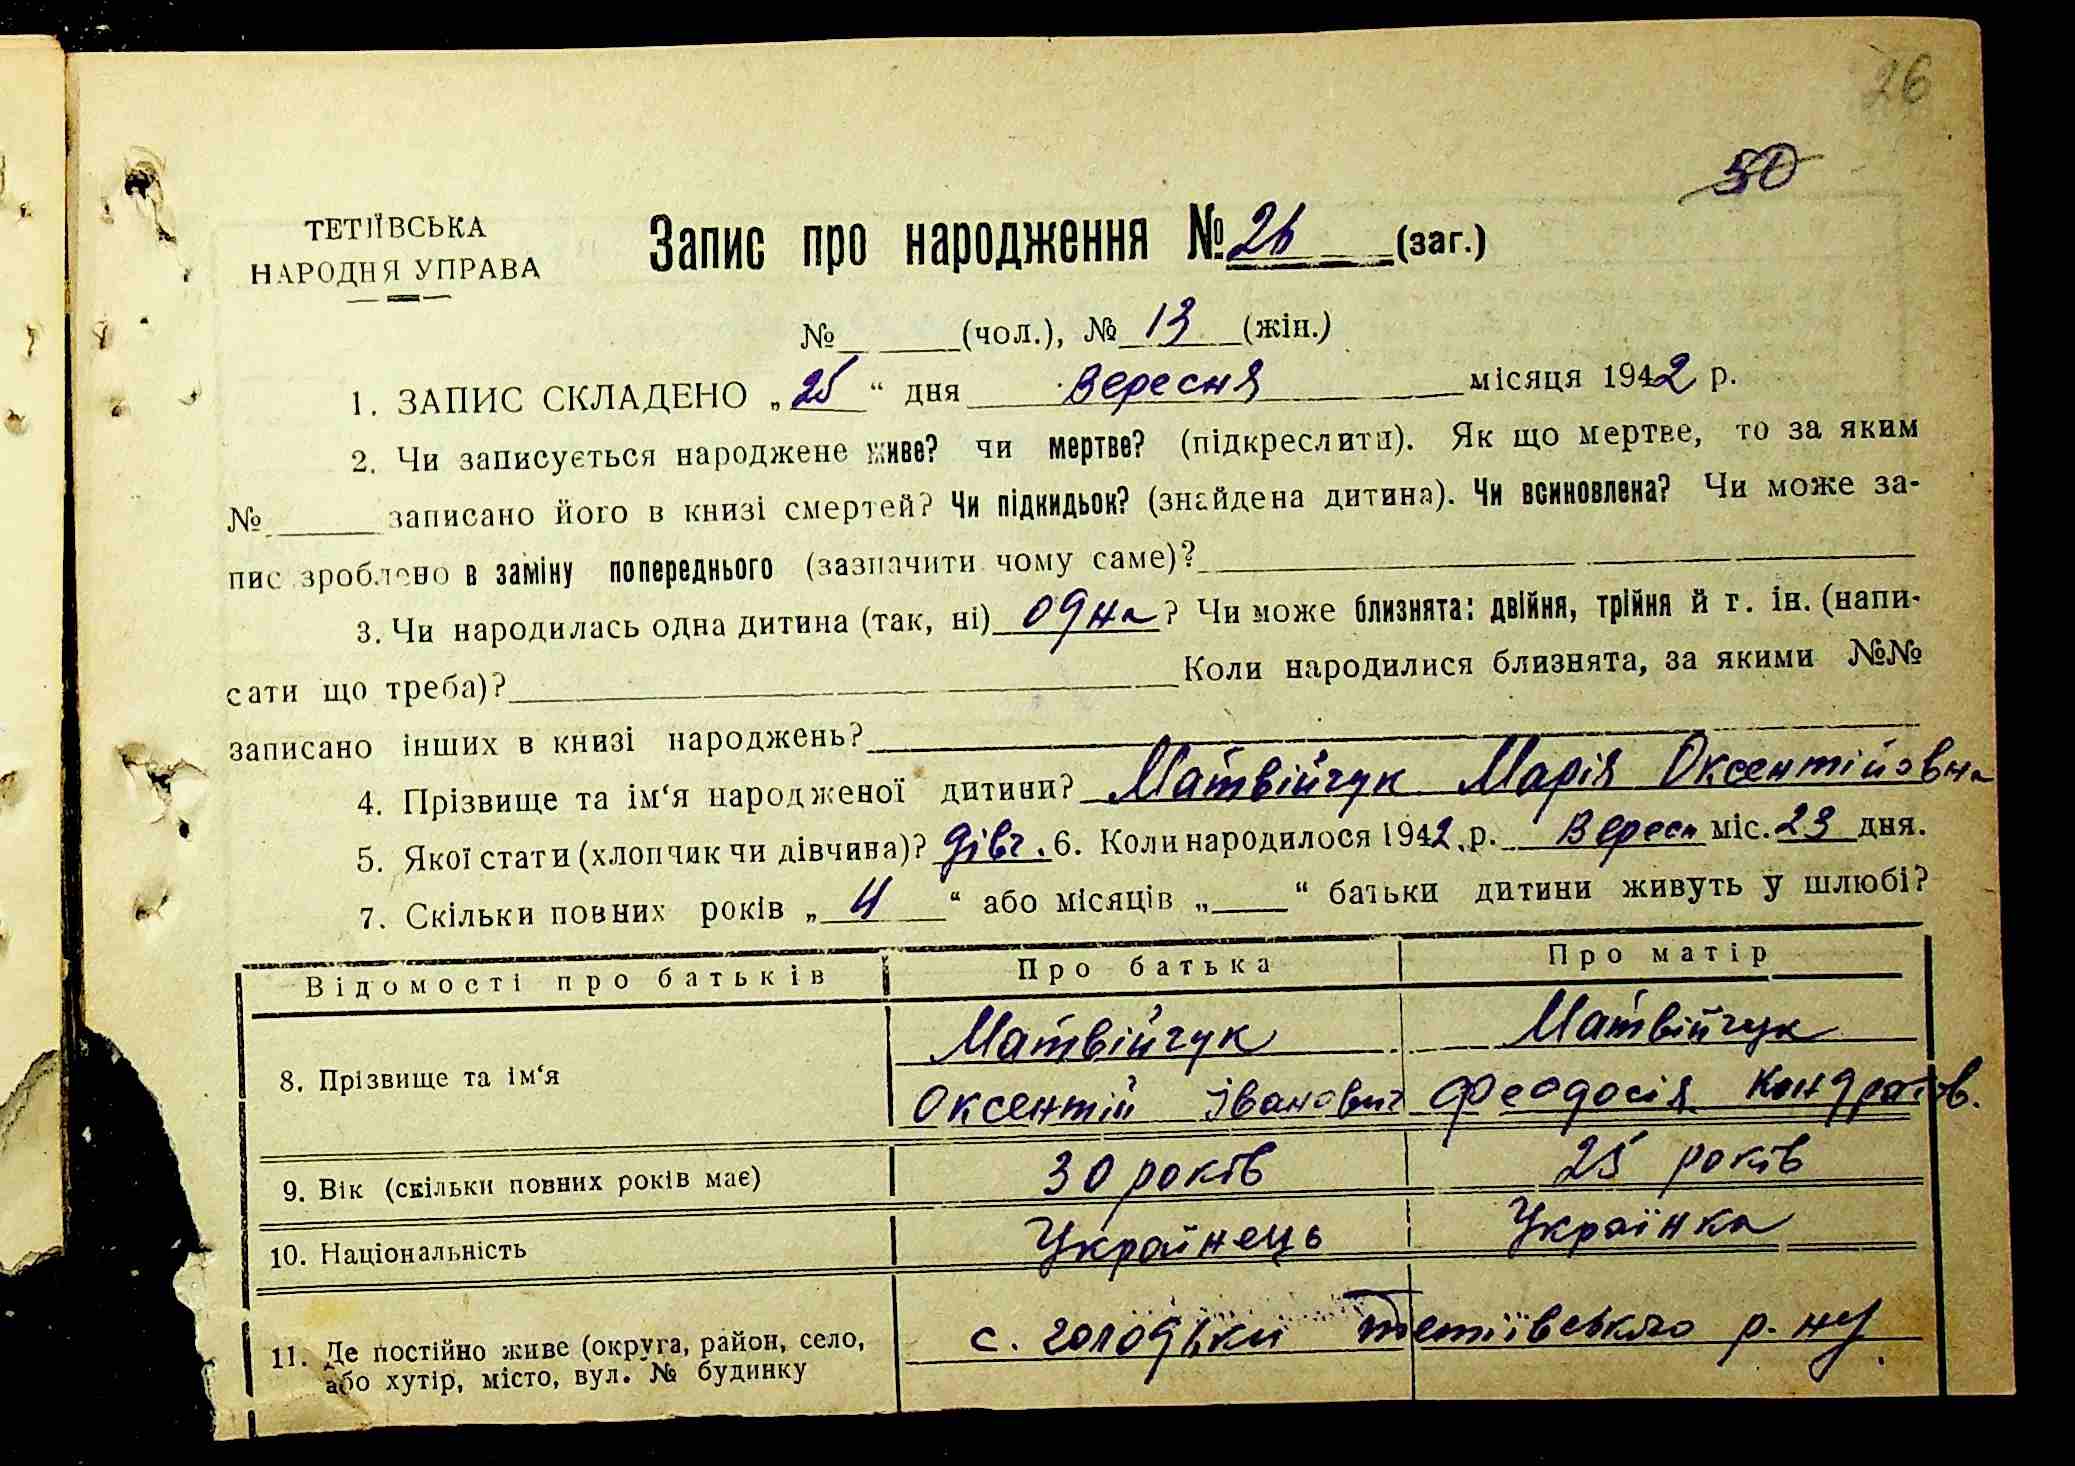 26
50
ТЕТІЇВСЬКА
НАРОДНЯ УПРАВА
Запис про народження № 26 (заг.)
№ ______ (чол.), № 13 (жін.)
1. ЗАПИС СКЛАДЕНО „25“ дня Вересня місяця 1942 р.
2. Чи записується народжене живе? чи мертве? (підкреслити). Як що мертве, то за яким
№ ______ записано його в книзі смертей? Чи підкидьок? (знайдена дитина). Чи всиновлена? Чи може за-
пис зроблено в заміну попереднього (зазначити чому саме)? ______
3. Чи народилась одна дитина (так, ні) одна? Чи може близнята: двійня, трійня й т. ін. (напи-
сати що треба)? ______ Коли народилися близнята, за якими №№
записано інших в книзі народжень? ______
4. Прізвище та ім‘я народженої дитини? Матвійчук Марія Оксентійовна
5. Якої стати (хлопчик чи дівчина)? дівч. 6. Коли народилося 1942 р. Вересн міс. 23 дня.
7. Скільки повних років „4“ або місяців „____“ батьки дитини живуть у шлюбі?
Відомості про батьків Про батька Про матір
8. Прізвище та ім‘я Матвійчук Матвійчук
Оксентій Іванович Феодосія Кондратов.
9. Вік (скільки повних років має) 30 років 25 років
10. Національність Українець Українка
11. Де постійно живе (округа, район, село, с. Голодьки Тетіївського р-ну
або хутір, місто, вул. № будинку